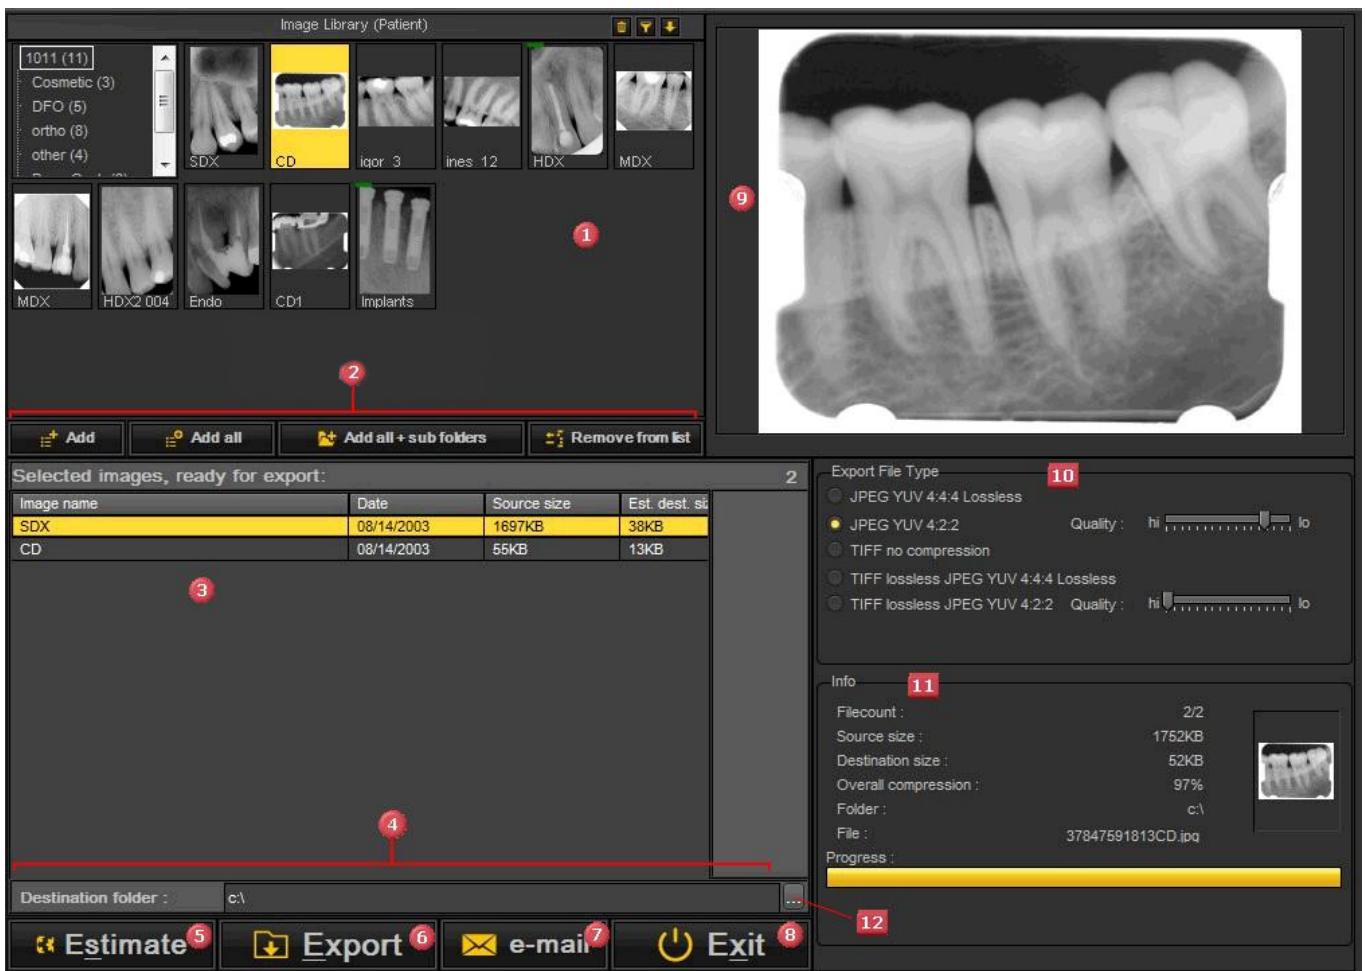 Image Library (Patient)
1011 (11)
Cosmetic (3)
DFO (5)
ortho (8)
other (4)
SDX
CD
igor_3
ines_12
HDX
MDX
MDX
HDX2 004
Endo
CD1
Implants
1
2
Add
Add all
Add all + sub folders
Remove from list
9
Selected images, ready for export: 2
Image name Date Source size Est. dest. si
SDX 08/14/2003 1697KB 38KB
CD 08/14/2003 55KB 13KB
3
4
Destination folder : c:\ ...
Estimate 5
Export 6
e-mail 7
Exit 8
Export File Type 10
JPEG YUV 4:4:4 Lossless
JPEG YUV 4:2:2 Quality : hi lo
TIFF no compression
TIFF lossless JPEG YUV 4:4:4 Lossless
TIFF lossless JPEG YUV 4:2:2 Quality : hi lo
Info 11
Filecount : 2/2
Source size : 1752KB
Destination size : 52KB
Overall compression : 97%
Folder : c:\
File : 37847591813CD.jpg
Progress :
12